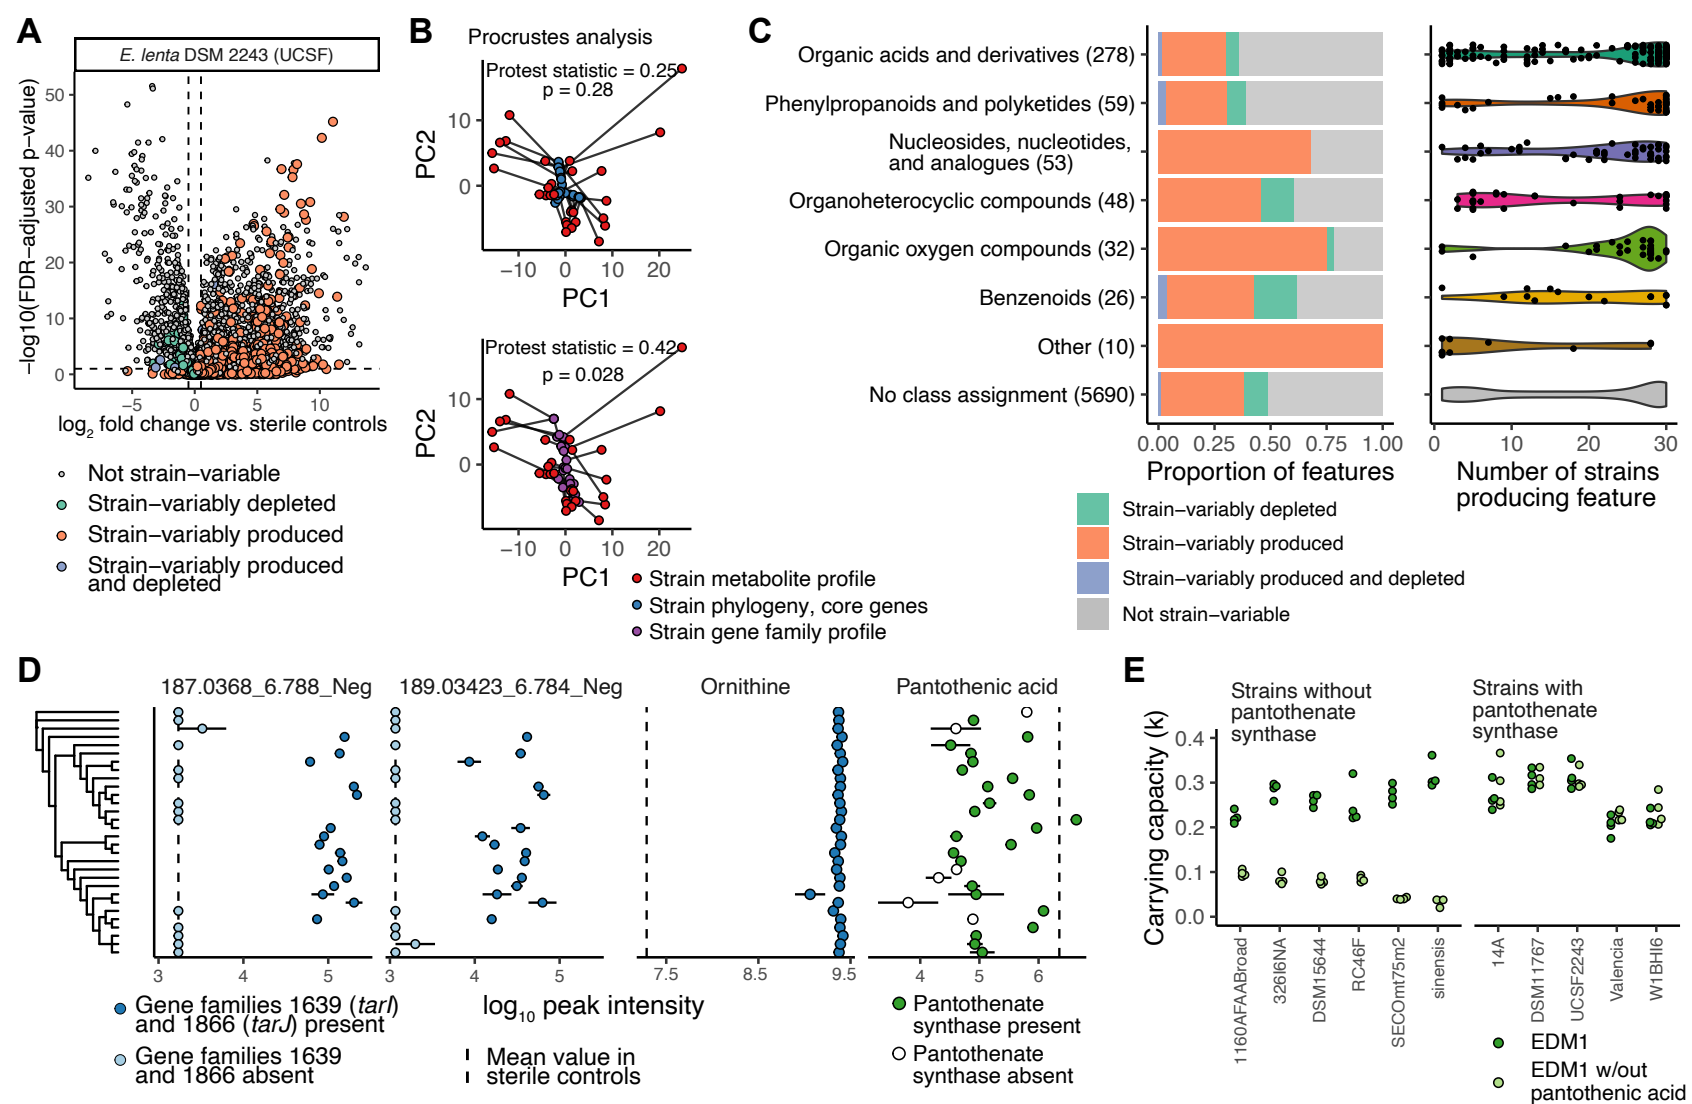 A
E. lenta DSM 2243 (UCSF)
−log10(FDR−adjusted p−value)
50
40
30
20
10
0
−5
0
5
10
log2 fold change vs. sterile controls
Not strain−variable
Strain−variably depleted
Strain−variably produced
Strain−variably produced
and depleted
B
Procrustes analysis
Protest statistic = 0.25
p = 0.28
PC2
10
0
−10
0
10
20
PC1
Protest statistic = 0.42
p = 0.028
PC2
10
0
−10
0
10
20
PC1
Strain metabolite profile
Strain phylogeny, core genes
Strain gene family profile
C
Organic acids and derivatives (278)
Phenylpropanoids and polyketides (59)
Nucleosides, nucleotides,
and analogues (53)
Organoheterocyclic compounds (48)
Organic oxygen compounds (32)
Benzenoids (26)
Other (10)
No class assignment (5690)
0.00
0.25
0.50
0.75
1.00
Proportion of features
0
10
20
30
Number of strains
producing feature
Strain−variably depleted
Strain−variably produced
Strain−variably produced and depleted
Not strain−variable
D
187.0368_6.788_Neg
189.03423_6.784_Neg
Ornithine
Pantothenic acid
3
4
5
3
4
5
7.5
8.5
9.5
4
5
6
log10 peak intensity
Gene families 1639 (tarI)
and 1866 (tarJ) present
Gene families 1639
and 1866 absent
Mean value in
sterile controls
Pantothenate
synthase present
Pantothenate
synthase absent
E
Strains without
pantothenate
synthase
Strains with
pantothenate
synthase
Carrying capacity (k)
0.4
0.3
0.2
0.1
0.0
1160AFAABroad
326I6NA
DSM15644
RC46F
SECOmt75m2
sinensis
14A
DSM11767
UCSF2243
Valencia
W1BHI6
EDM1
EDM1 w/out
pantothenic acid